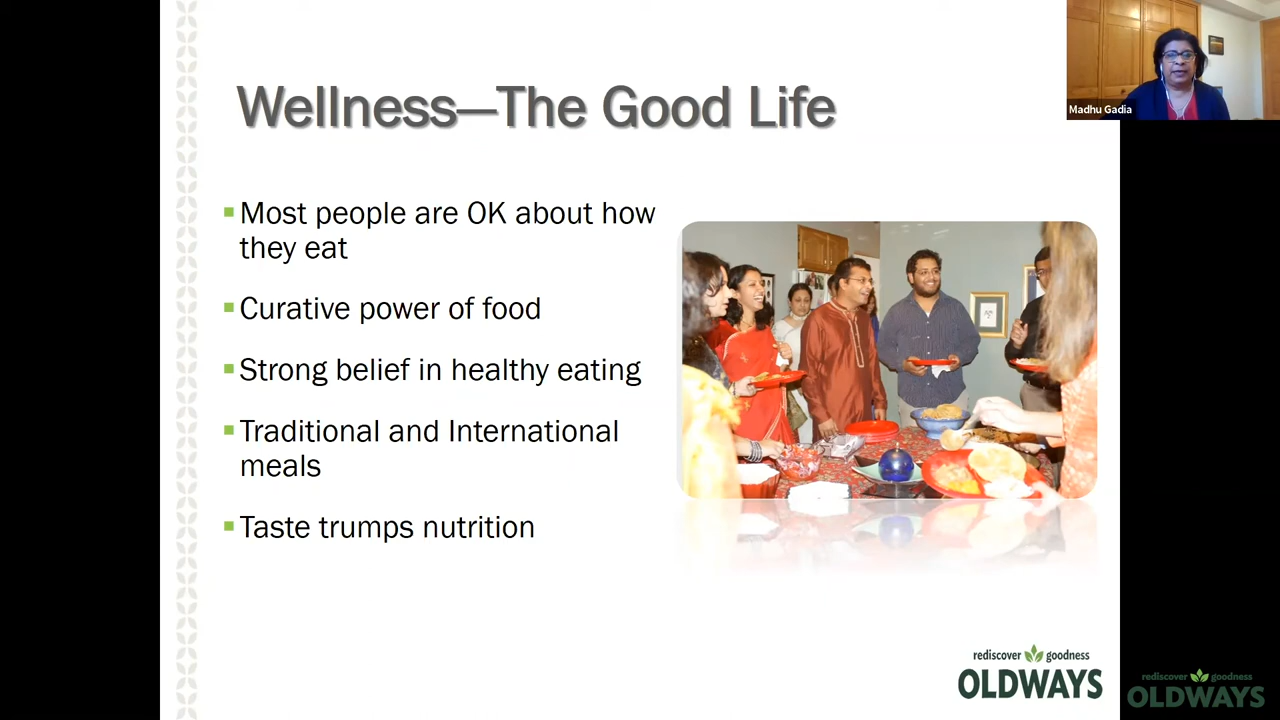 Wellness—The Good Life
Madhu Gadia
Most people are OK about how
they eat
Curative power of food
Strong belief in healthy eating
Traditional and International
meals
Taste trumps nutrition
rediscover goodness
OLDWAYS
rediscover goodness
OLDWAYS